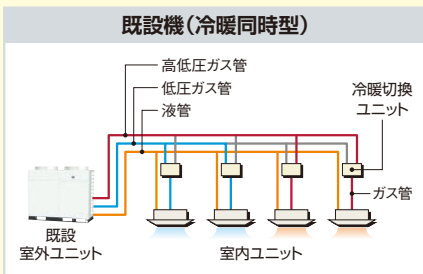 既設機（冷暖同時型）
高低圧ガス管
低圧ガス管
液管
冷暖切換
ユニット
ガス管
既設
室外ユニット
室内ユニット